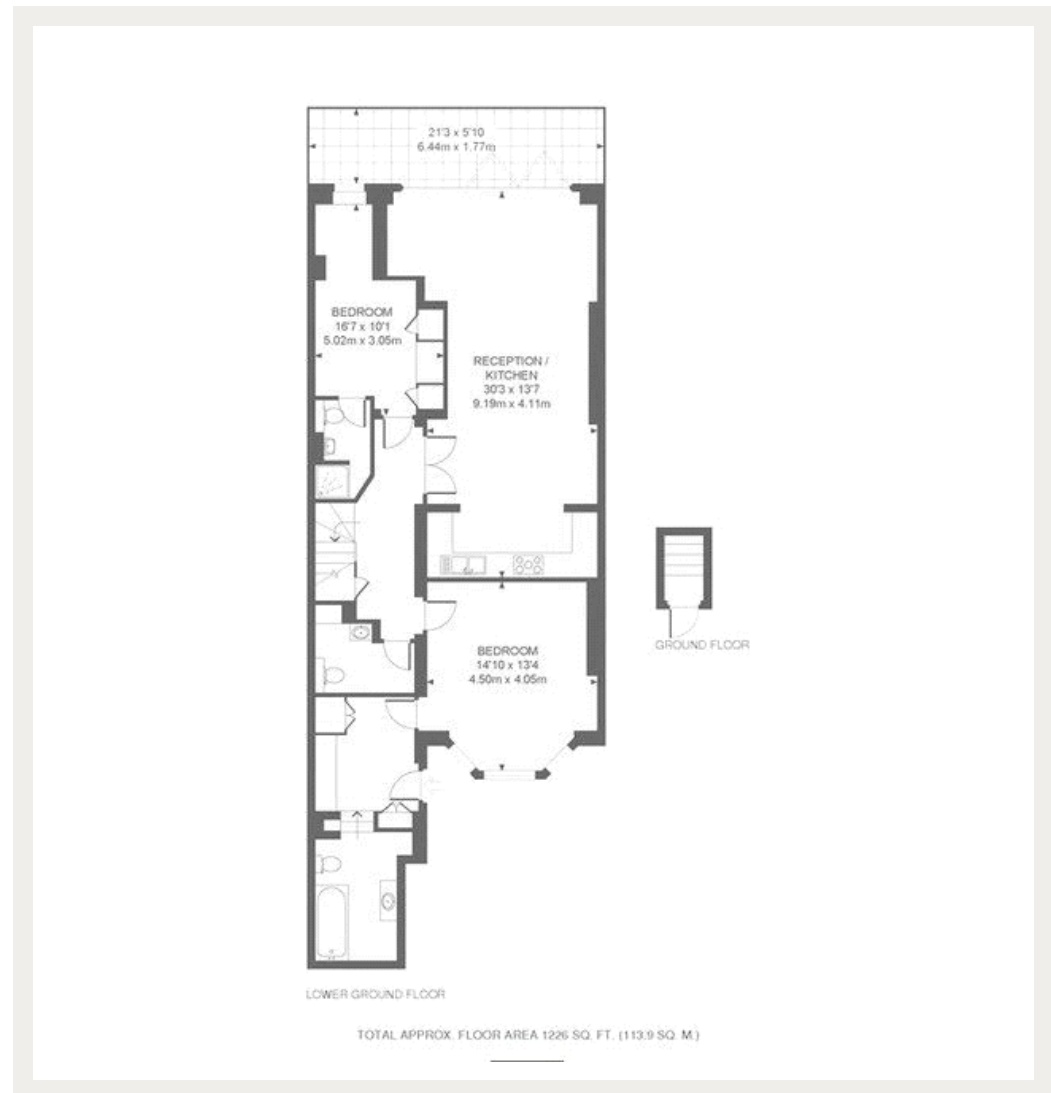 21'3 x 5'10
6.44m x 1.77m
BEDROOM
16'7 x 10'1
5.02m x 3.05m
RECEPTION /
KITCHEN
30'3 x 13'7
9.19m x 4.11m
BEDROOM
14'10 x 13'4
4.50m x 4.05m
GROUND FLOOR
LOWER GROUND FLOOR
TOTAL APPROX. FLOOR AREA 1226 SQ. FT. (113.9 SQ. M.)